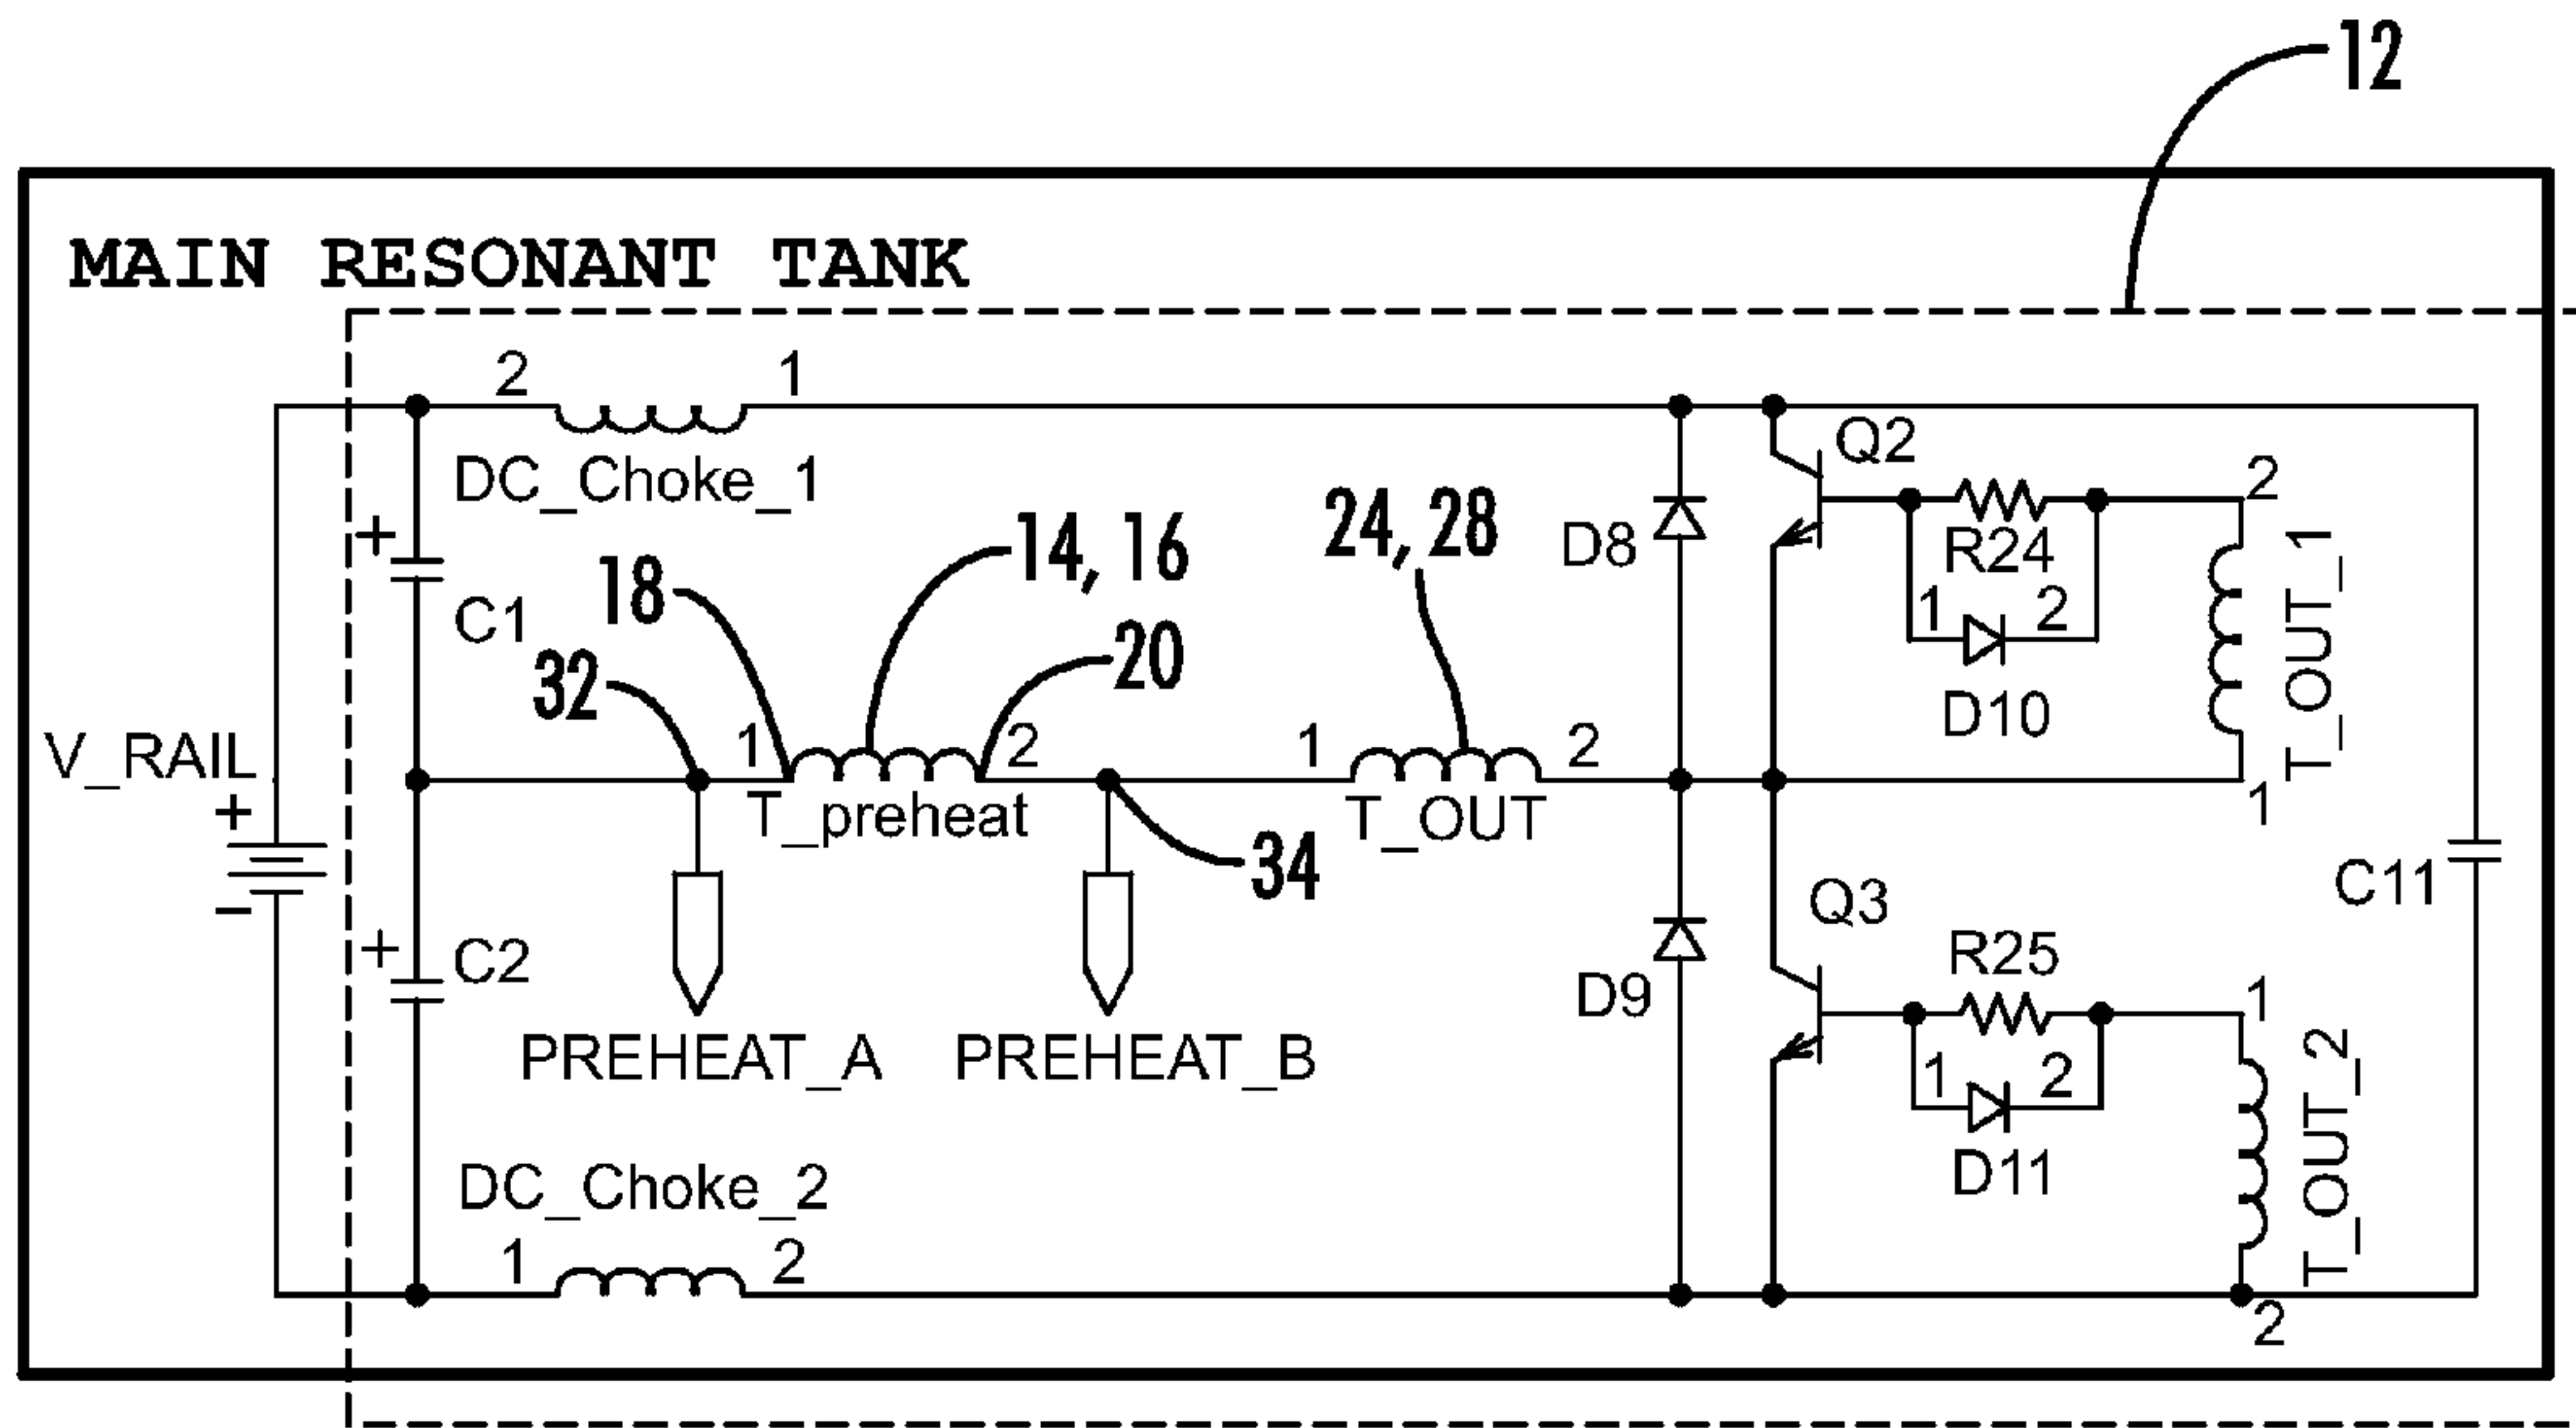 12
MAIN RESONANT TANK
2
1
DC_Choke_1
Q2
2
+
C1
18
14, 16
24, 28
D8
R24
1
2
D10
T_OUT_1
32
20
V_RAIL
1
2
T_preheat
1
2
T_OUT
1
+
−
34
C11
+
C2
PREHEAT_A
PREHEAT_B
D9
Q3
R25
1
1
2
D11
T_OUT_2
DC_Choke_2
1
2
2